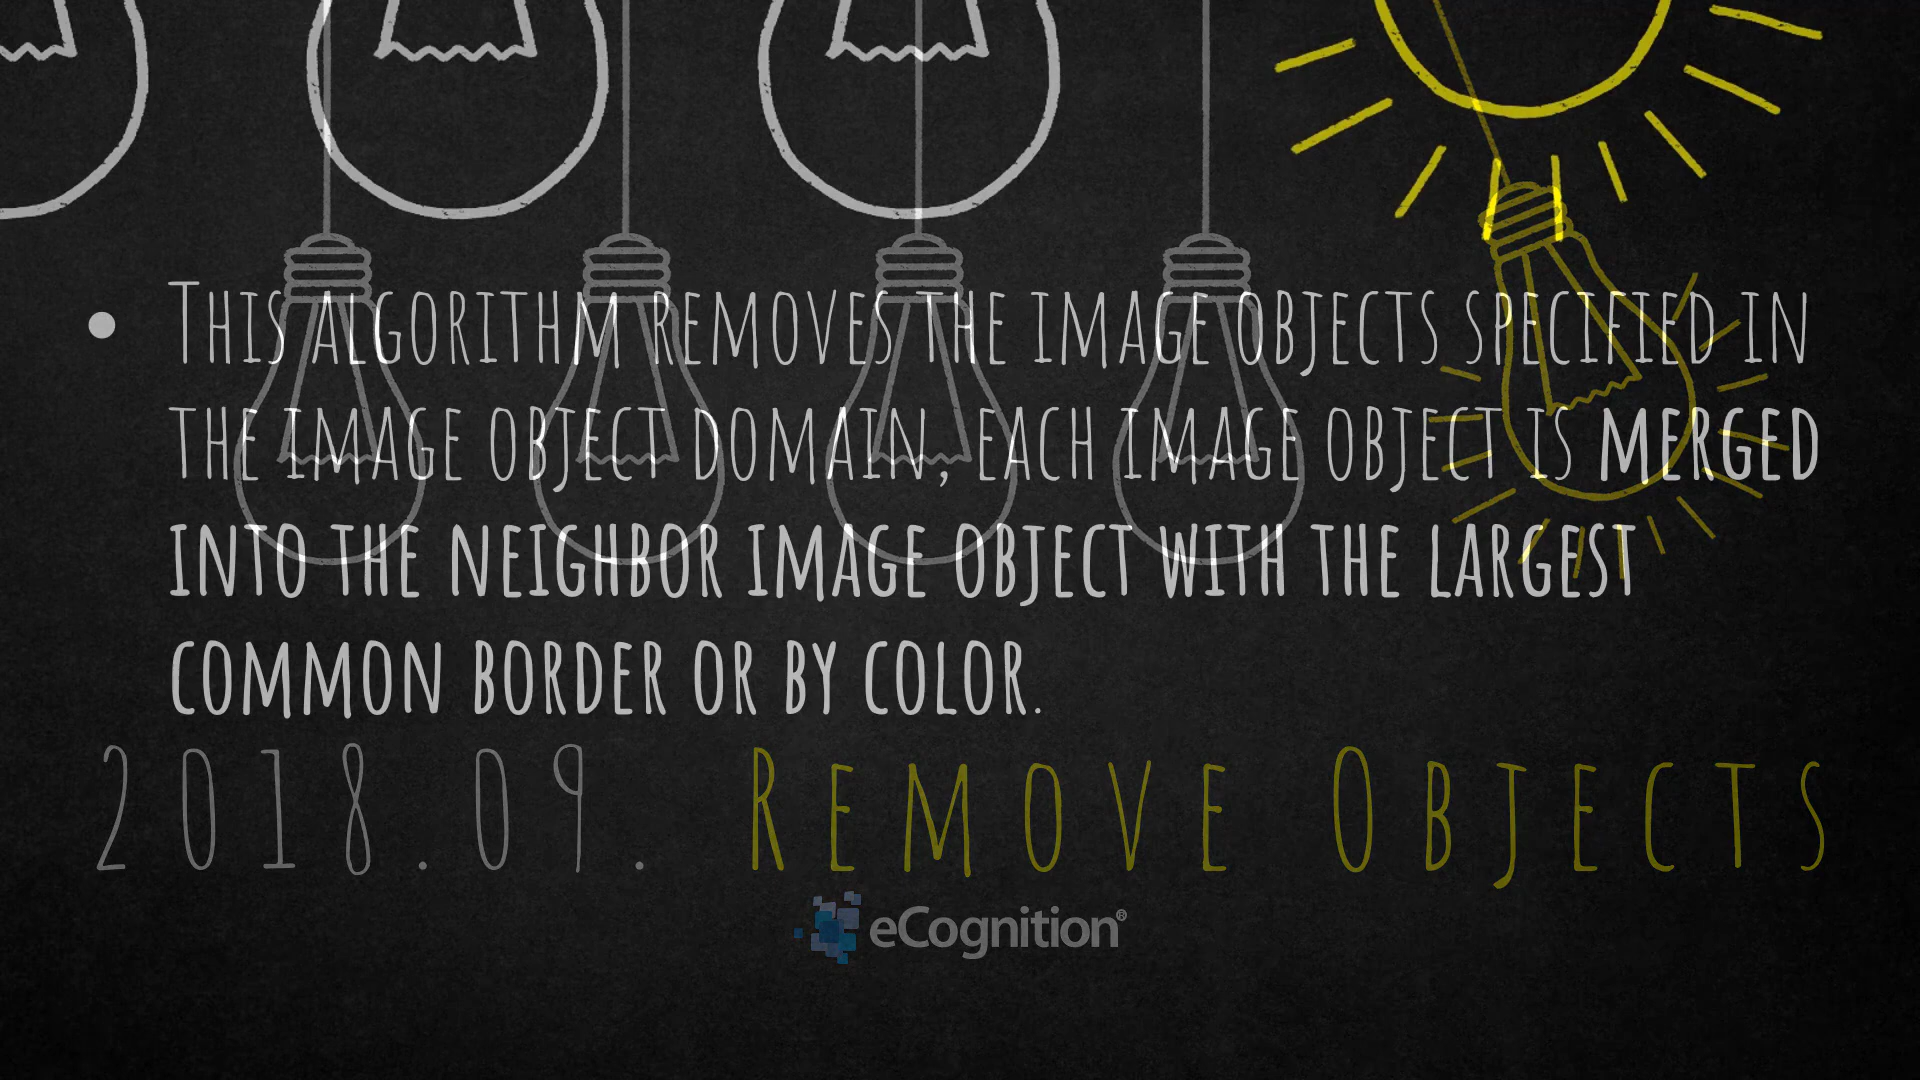 • This algorithm removes the image objects specified in
the image object domain, each image object is merged
into the neighbor image object with the largest
common border or by color.
2018.09. Remove Objects
eCognition®